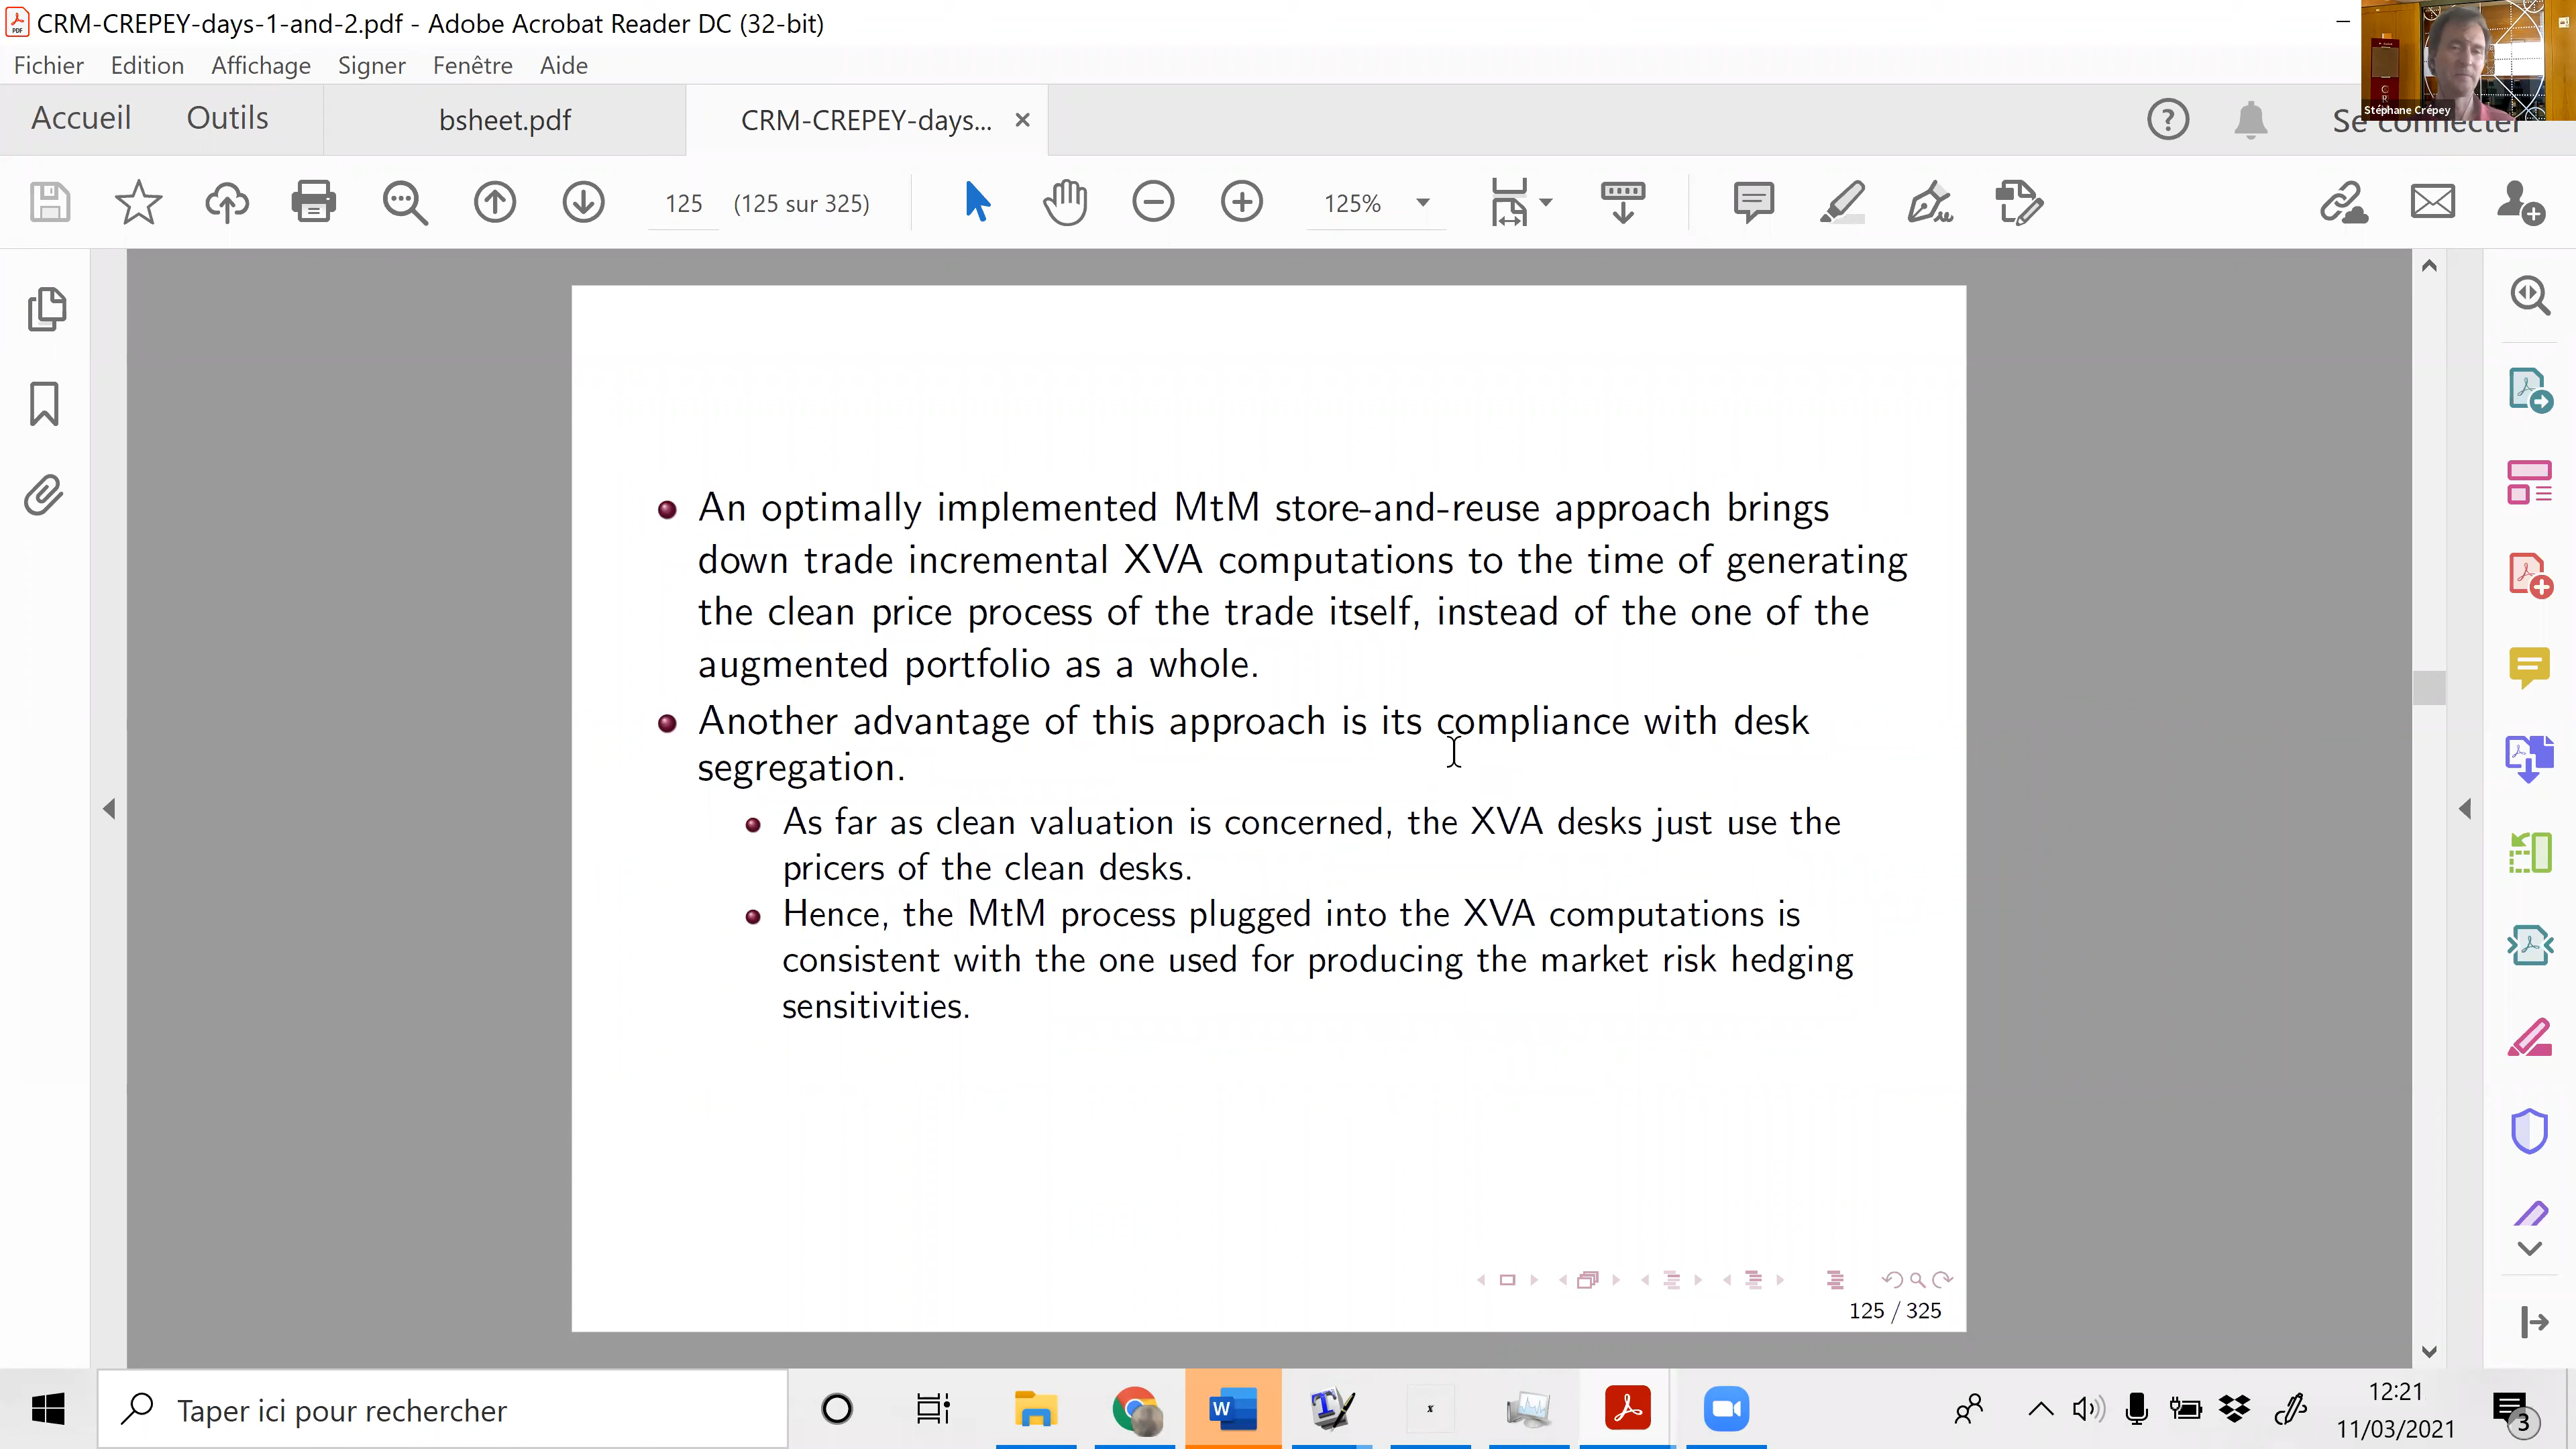 CRM-CREPEY-days-1-and-2.pdf - Adobe Acrobat Reader DC (32-bit)
Fichier Edition Affichage Signer Fenêtre Aide
Stéphane Crépey
Accueil Outils bsheet.pdf CRM-CREPEY-days... Se connecter
125 (125 sur 325) 125%
An optimally implemented MtM store-and-reuse approach brings
down trade incremental XVA computations to the time of generating
the clean price process of the trade itself, instead of the one of the
augmented portfolio as a whole.
Another advantage of this approach is its compliance with desk
segregation.
As far as clean valuation is concerned, the XVA desks just use the
pricers of the clean desks.
Hence, the MtM process plugged into the XVA computations is
consistent with the one used for producing the market risk hedging
sensitivities.
125 / 325
Taper ici pour rechercher
12:21
11/03/2021
3